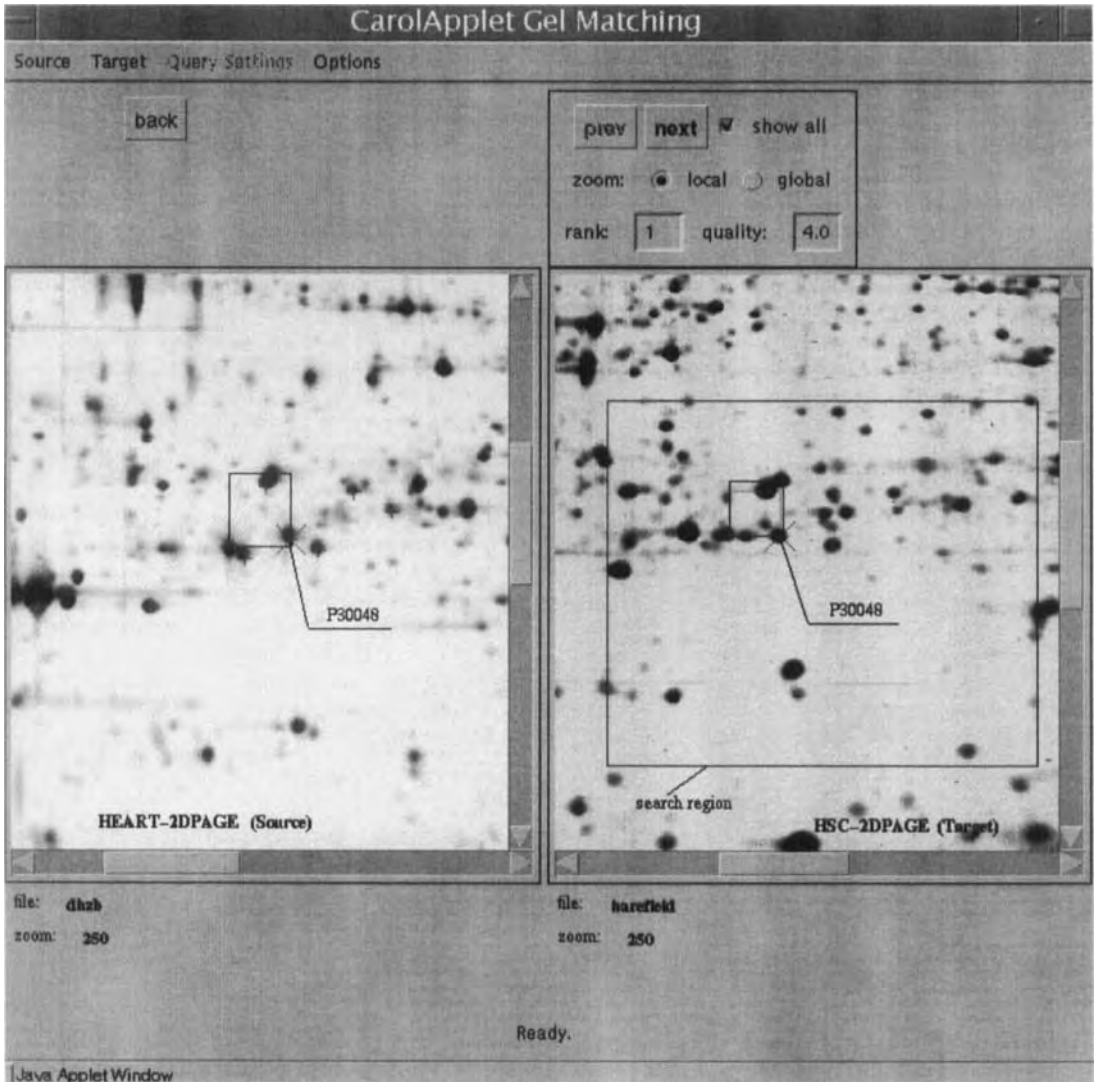 CarolApplet Gel Matching
Source Target Query Settings Options
back
prev next show all
zoom: local global
rank: 1 quality: 4.0
P30048
P30048
search region
HEART-2DPAGE (Source)
HSC-2DPAGE (Target)
file: dhzb
zoom: 250
file: harefield
zoom: 250
Ready.
Java Applet Window